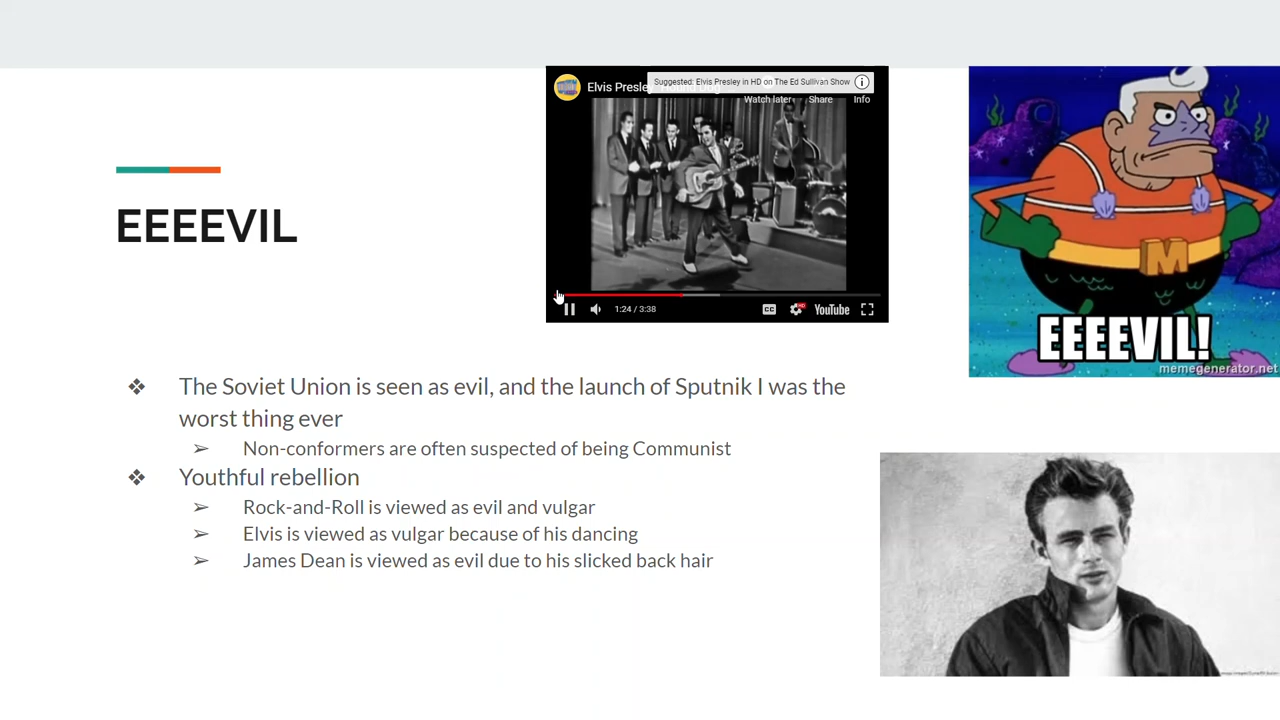 Elvis Presley
Suggested: Elvis Presley in HD on The Ed Sullivan Show
Watch later
Share
Info
1:24 / 3:38
CC
HD
YouTube
M
EEEEVIL!
memegenerator.net
EEEEVIL
❖ The Soviet Union is seen as evil, and the launch of Sputnik I was the
worst thing ever
➢ Non-conformers are often suspected of being Communist
❖ Youthful rebellion
➢ Rock-and-Roll is viewed as evil and vulgar
➢ Elvis is viewed as vulgar because of his dancing
➢ James Dean is viewed as evil due to his slicked back hair